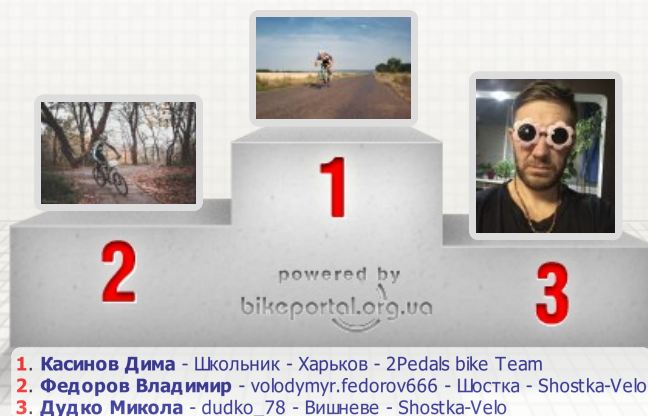 1
2
3
powered by
bikeportal.org.ua
1. Касинов Дима - Школьник - Харьков - 2Pedals bike Team
2. Федоров Владимир - volodymyr.fedorov666 - Шостка - Shostka-Velo
3. Дудко Микола - dudko_78 - Вишневе - Shostka-Velo